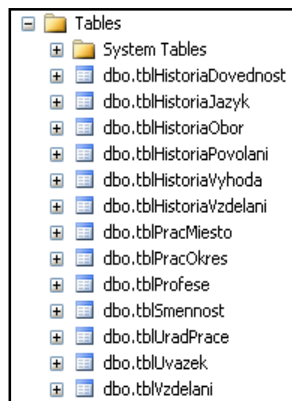 Tables
System Tables
dbo.tblHistoriaDovednost
dbo.tblHistoriaJazyk
dbo.tblHistoriaObor
dbo.tblHistoriaPovolani
dbo.tblHistoriaVyhoda
dbo.tblHistoriaVzdelani
dbo.tblPracMiesto
dbo.tblPracOkres
dbo.tblProfese
dbo.tblSmennost
dbo.tblUradPrace
dbo.tblUvazek
dbo.tblVzdelani